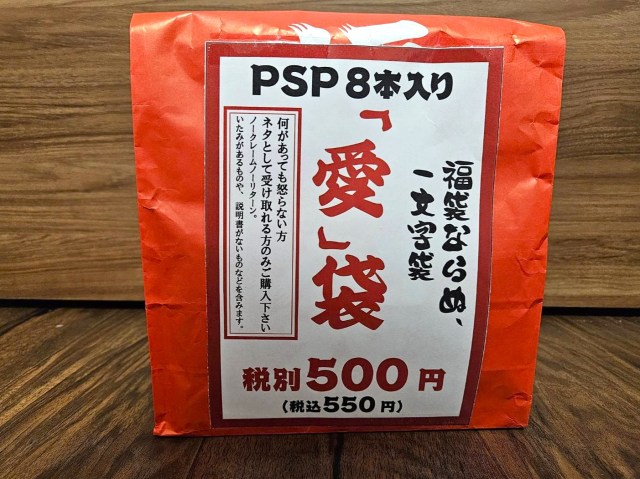 PSP8本入り
福袋ならぬ、
一文字袋
「愛」袋
何があっても怒らない方
ネタとして受け取れる方のみご購入下さい
ノークレームノーリターン。
いたみがあるものや、説明書がないものなどを含みます。
税別500円
(税込550円)